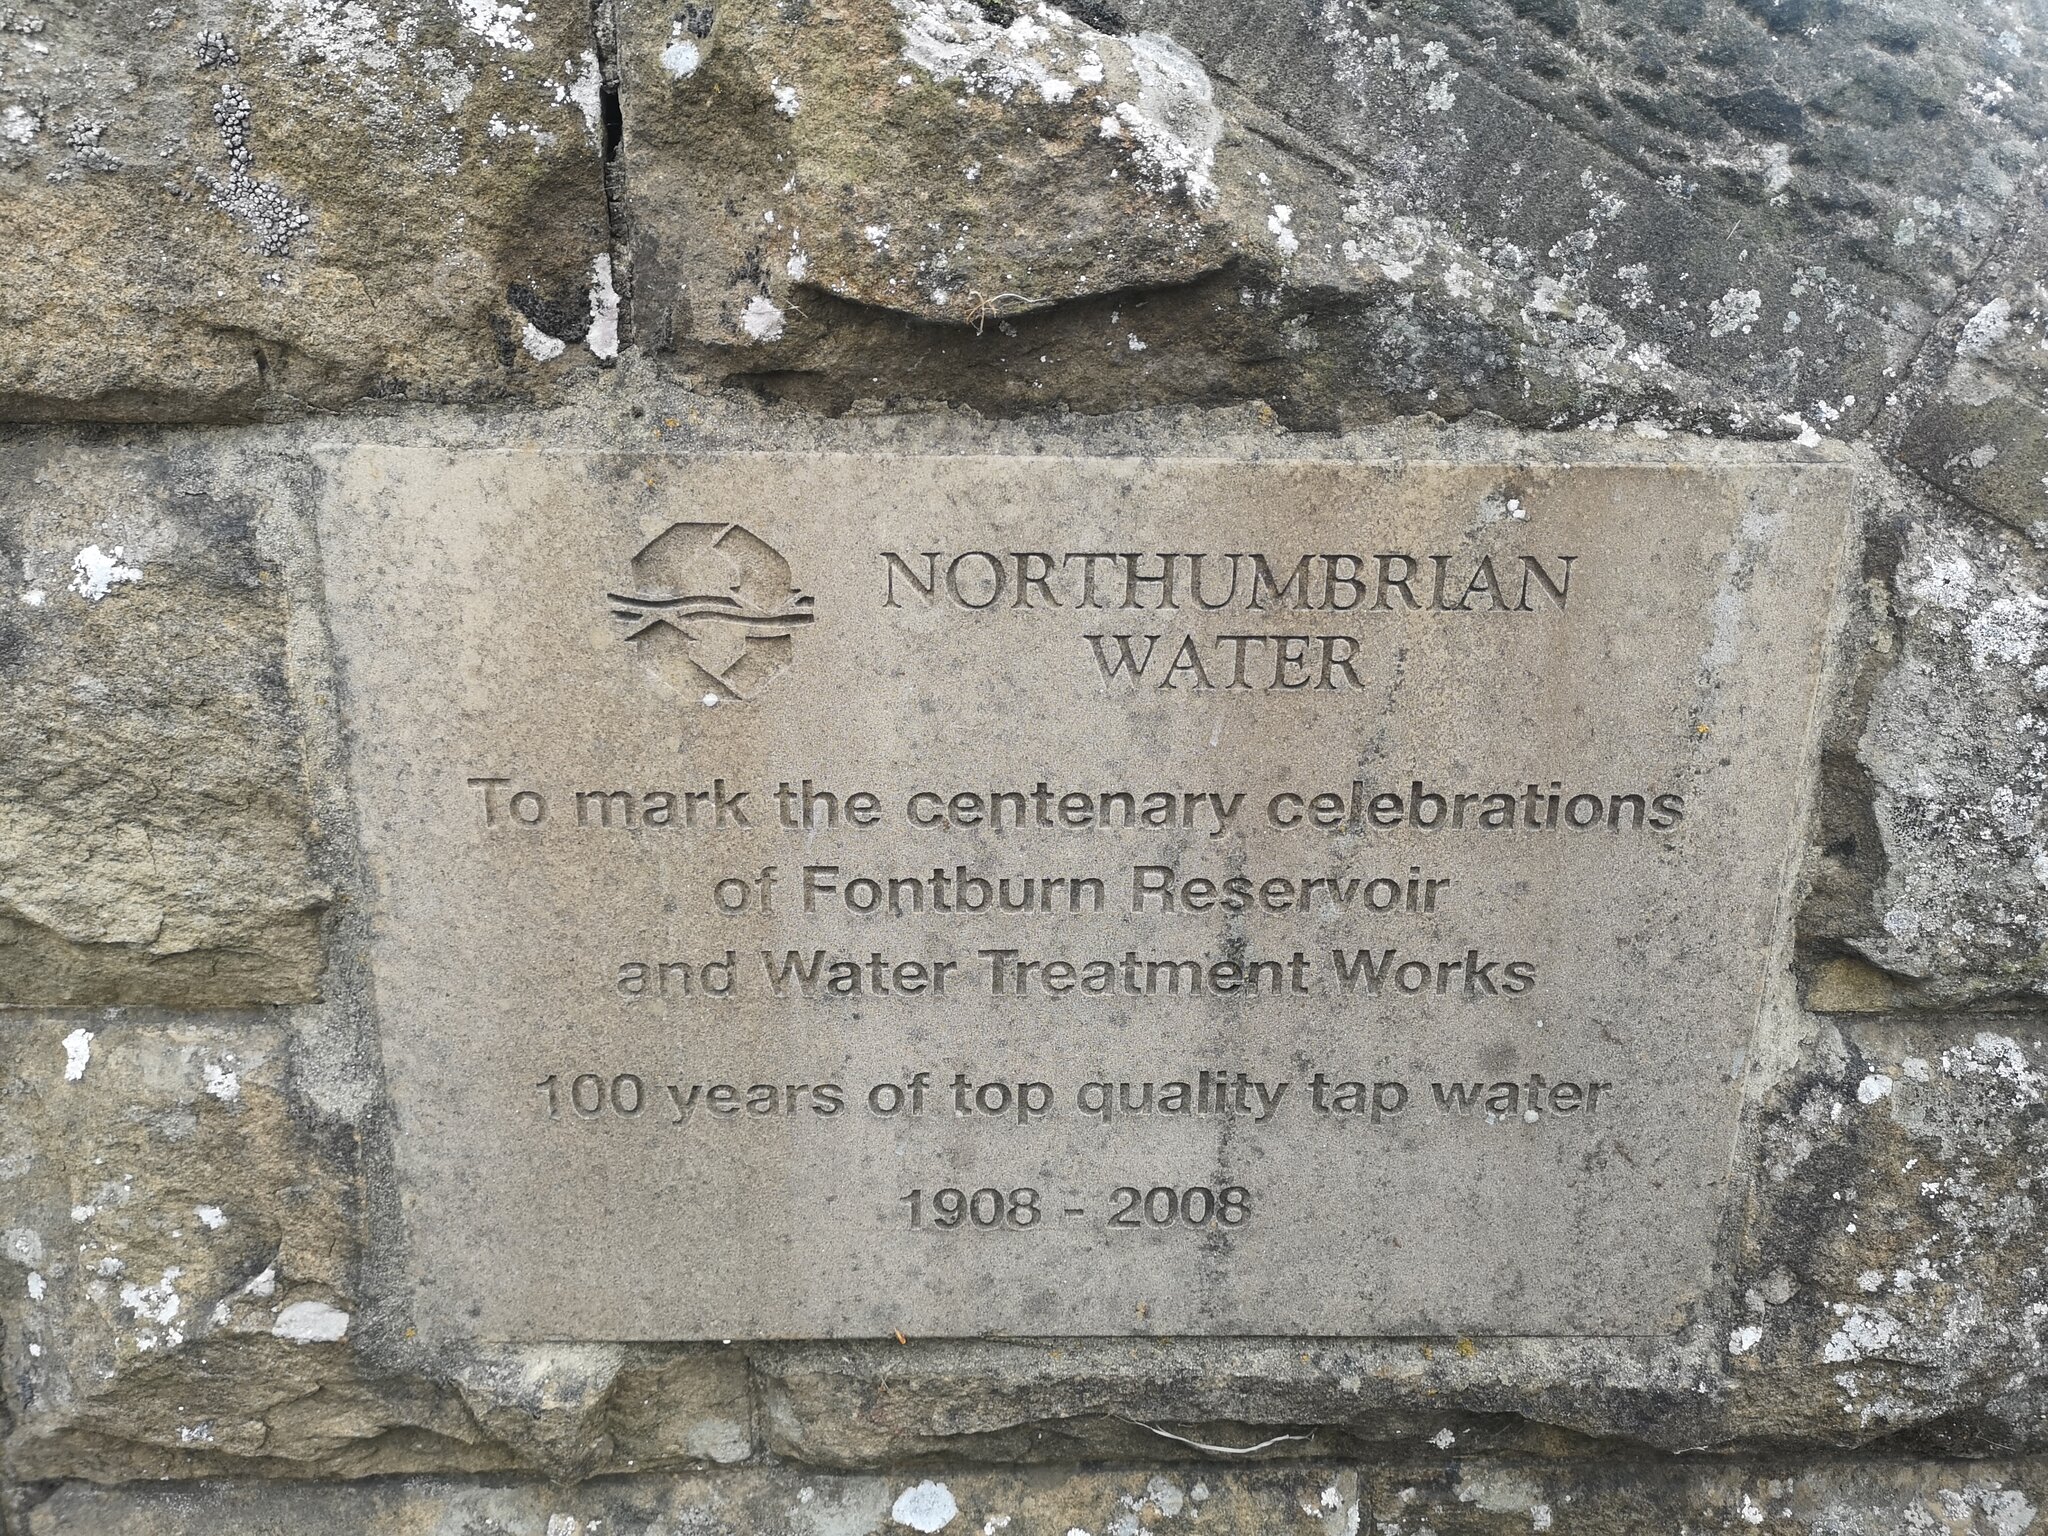 NORTHUMBRIAN
WATER
To mark the centenary celebrations
of Fontburn Reservoir
and Water Treatment Works
100 years of top quality tap water
1908 - 2008